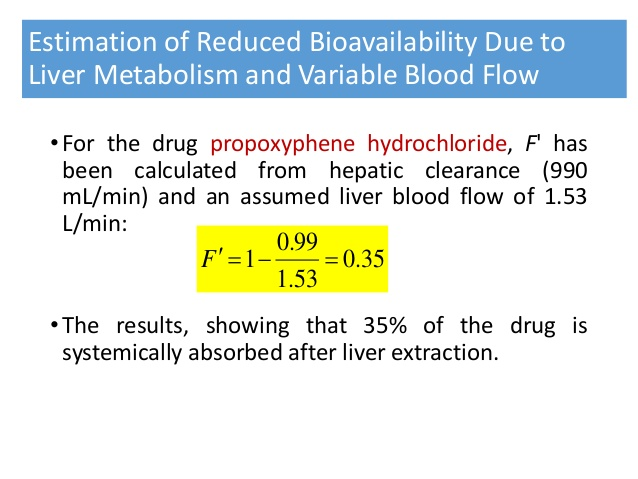 Estimation of Reduced Bioavailability Due to
Liver Metabolism and Variable Blood Flow
•For the drug propoxyphene hydrochloride, F' has
been calculated from hepatic clearance (990
mL/min) and an assumed liver blood flow of 1.53
L/min:
F′ = 1 − 0.99/1.53 = 0.35
•The results, showing that 35% of the drug is
systemically absorbed after liver extraction.